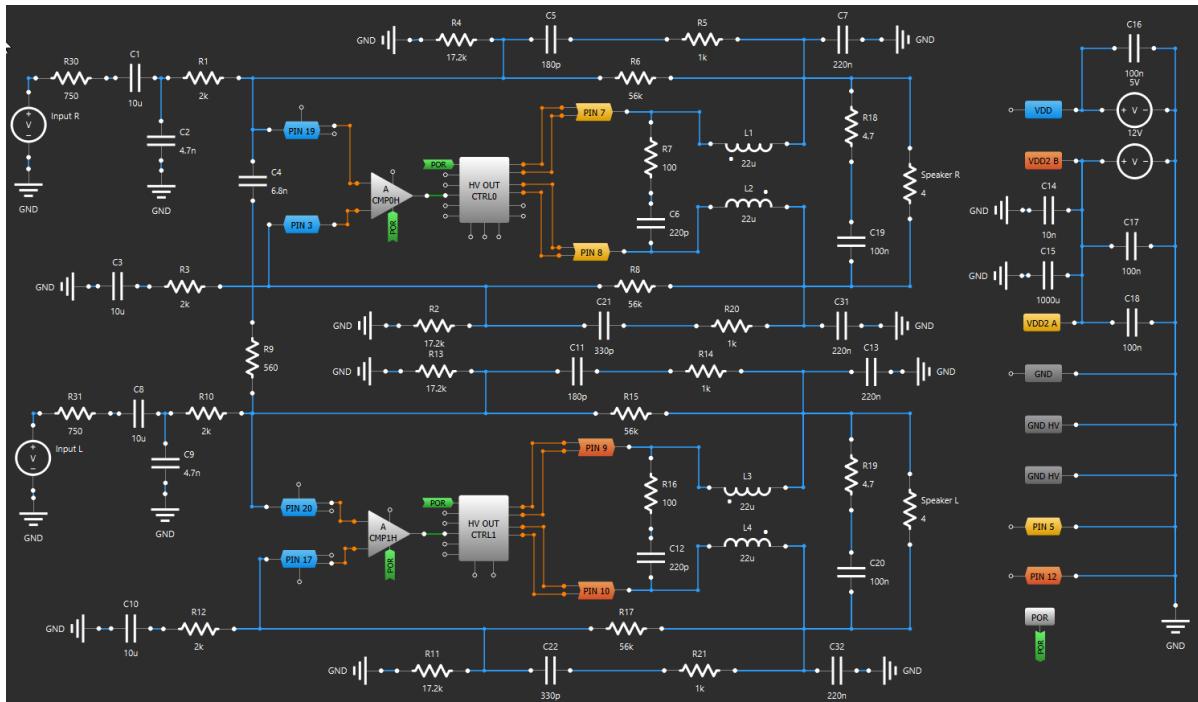 R4
C5
R5
C7
C16
GND
17.2k
180p
1k
220n
GND
100n
R30
C1
R1
R6
5V
750
10u
2k
56k
12V
Input R
C2
4.7n
PIN 19
PIN 7
R18
4.7
VDD
+ V −
GND
GND
C4
6.8n
POR
A
CMP0H
HV OUT
CTRL0
R7
100
L1
22u
L2
22u
VDD2 B
+ V −
Speaker R
4
PIN 3
POR
C6
220p
PIN 8
C19
100n
GND
C14
10n
C17
100n
C3
R3
R8
GND
C15
GND
10u
2k
56k
1000u
R2
C21
R20
C31
VDD2 A
C18
GND
17.2k
330p
1k
220n
GND
100n
R13
C11
R14
C13
R9
560
GND
17.2k
180p
1k
220n
GND
GND
R31
C8
R10
R15
750
10u
2k
56k
GND HV
Input L
V
C9
4.7n
PIN 9
R19
4.7
GND
GND
GND HV
PIN 20
POR
A
CMP1H
HV OUT
CTRL1
R16
100
L3
22u
L4
22u
Speaker L
4
PIN 5
PIN 17
POR
C12
220p
PIN 10
C20
100n
PIN 12
C10
R12
R17
POR
GND
10u
2k
56k
POR
GND
R11
C22
R21
C32
GND
17.2k
330p
1k
220n
GND